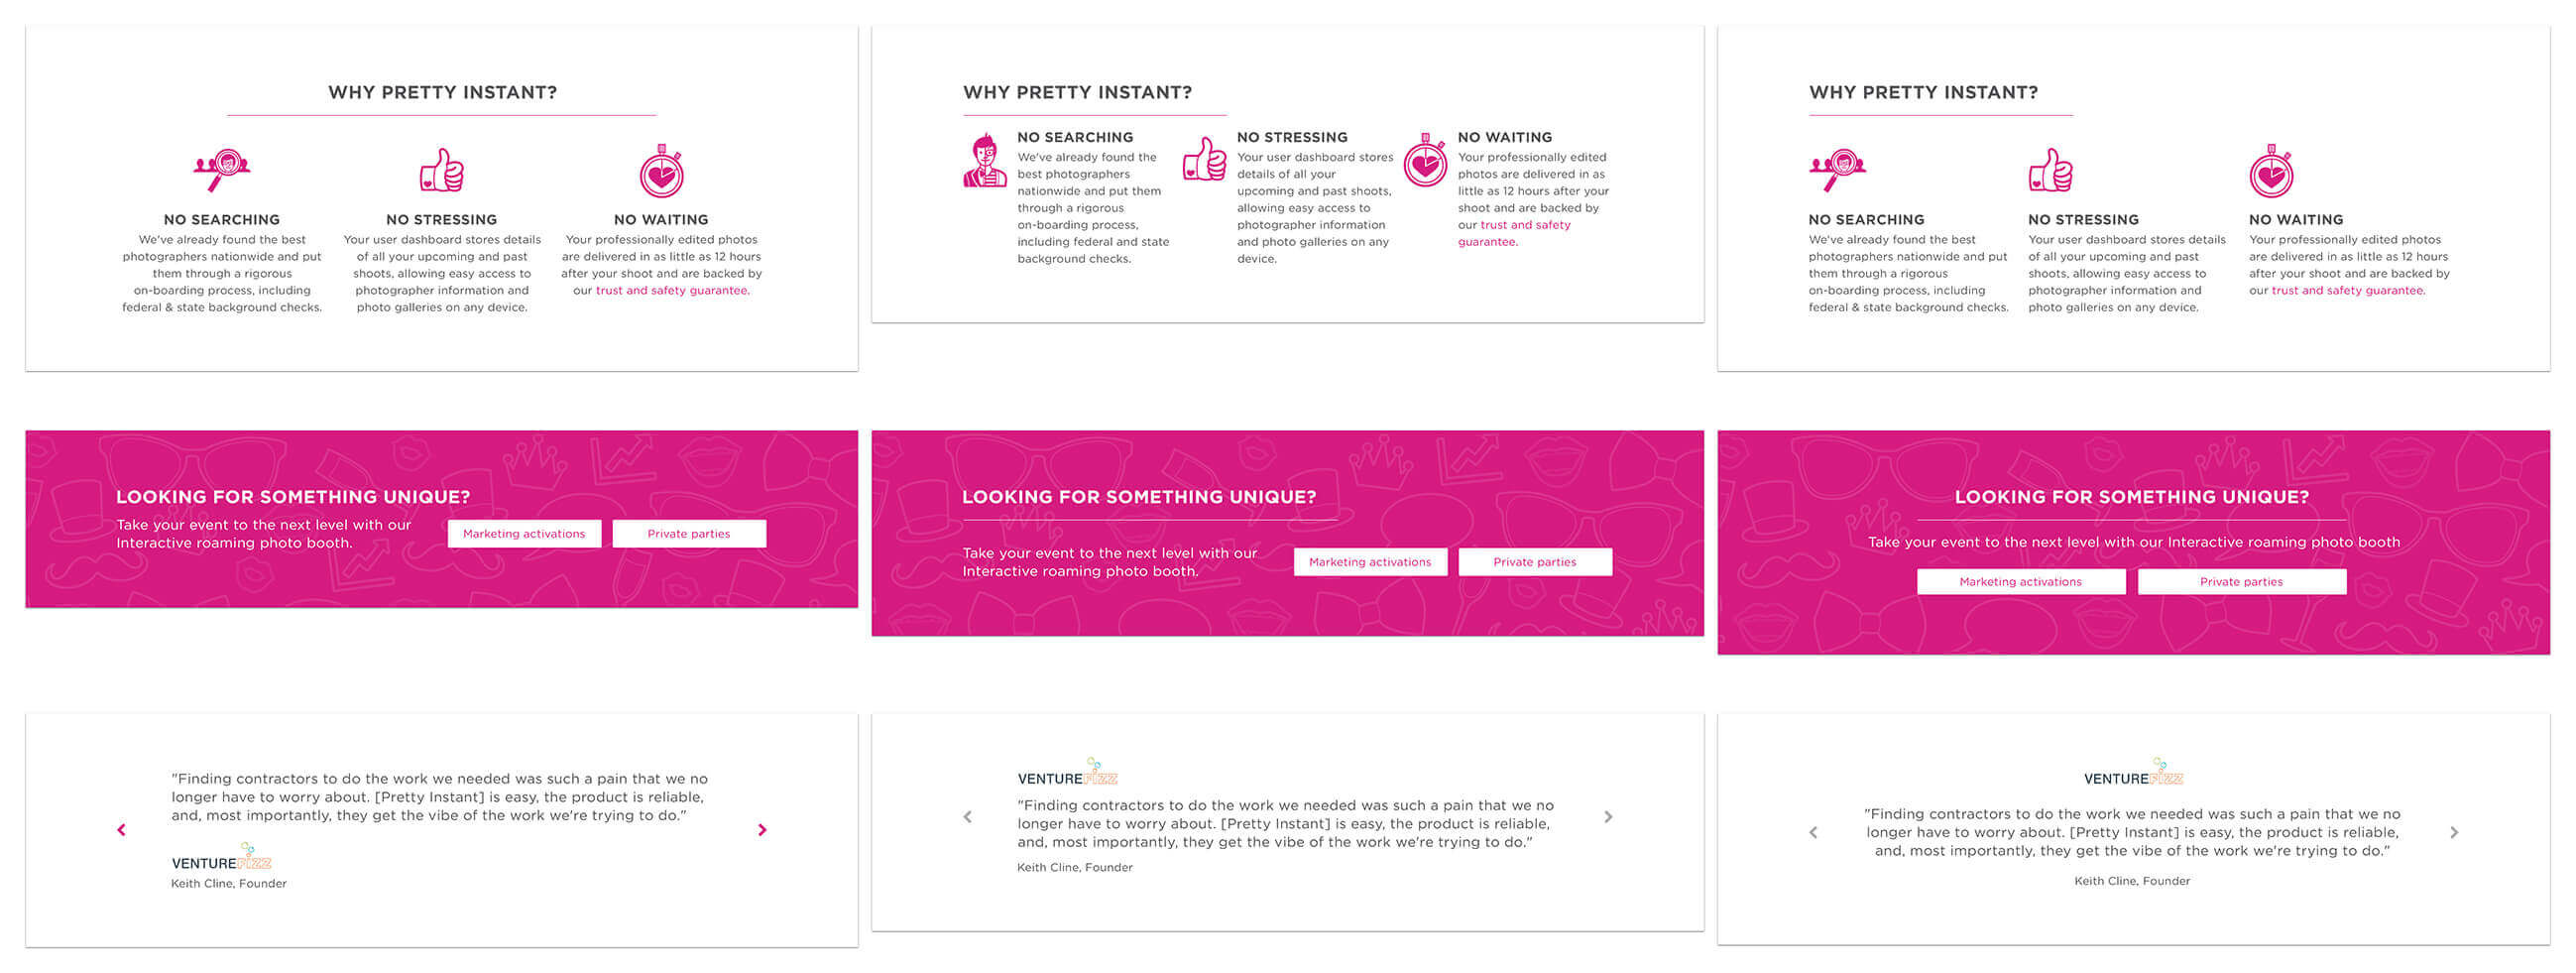 WHY PRETTY INSTANT?
NO SEARCHING
We've already found the best
photographers nationwide and put
them through a rigorous
on-boarding process, including
federal & state background checks.
NO STRESSING
Your user dashboard stores details
of all your upcoming and past
shoots, allowing easy access to
photographer information and
photo galleries on any device.
NO WAITING
Your professionally edited photos
are delivered in as little as 12 hours
after your shoot and are backed by
our trust and safety guarantee.
WHY PRETTY INSTANT?
NO SEARCHING
We've already found the
best photographers
nationwide and put them
through a rigorous
on-boarding process,
including federal and state
background checks.
NO STRESSING
Your user dashboard stores
details of all your
upcoming and past shoots,
allowing easy access to
photographer information
and photo galleries on any
device.
NO WAITING
Your professionally edited
photos are delivered in as
little as 12 hours after your
shoot and are backed by
our trust and safety
guarantee.
WHY PRETTY INSTANT?
NO SEARCHING
We've already found the best
photographers nationwide and put
them through a rigorous
on-boarding process, including
federal & state background checks.
NO STRESSING
Your user dashboard stores details
of all your upcoming and past
shoots, allowing easy access to
photographer information and
photo galleries on any device.
NO WAITING
Your professionally edited photos
are delivered in as little as 12 hours
after your shoot and are backed by
our trust and safety guarantee.
LOOKING FOR SOMETHING UNIQUE?
Take your event to the next level with our
Interactive roaming photo booth.
Marketing activations
Private parties
LOOKING FOR SOMETHING UNIQUE?
Take your event to the next level with our
Interactive roaming photo booth.
Marketing activations
Private parties
LOOKING FOR SOMETHING UNIQUE?
Take your event to the next level with our Interactive roaming photo booth
Marketing activations
Private parties
"Finding contractors to do the work we needed was such a pain that we no
longer have to worry about. [Pretty Instant] is easy, the product is reliable,
and, most importantly, they get the vibe of the work we're trying to do."
VENTUREFIZZ
Keith Cline, Founder
VENTUREFIZZ
"Finding contractors to do the work we needed was such a pain that we no
longer have to worry about. [Pretty Instant] is easy, the product is reliable,
and, most importantly, they get the vibe of the work we're trying to do."
Keith Cline, Founder
VENTUREFIZZ
"Finding contractors to do the work we needed was such a pain that we no
longer have to worry about. [Pretty Instant] is easy, the product is reliable,
and, most importantly, they get the vibe of the work we're trying to do."
Keith Cline, Founder